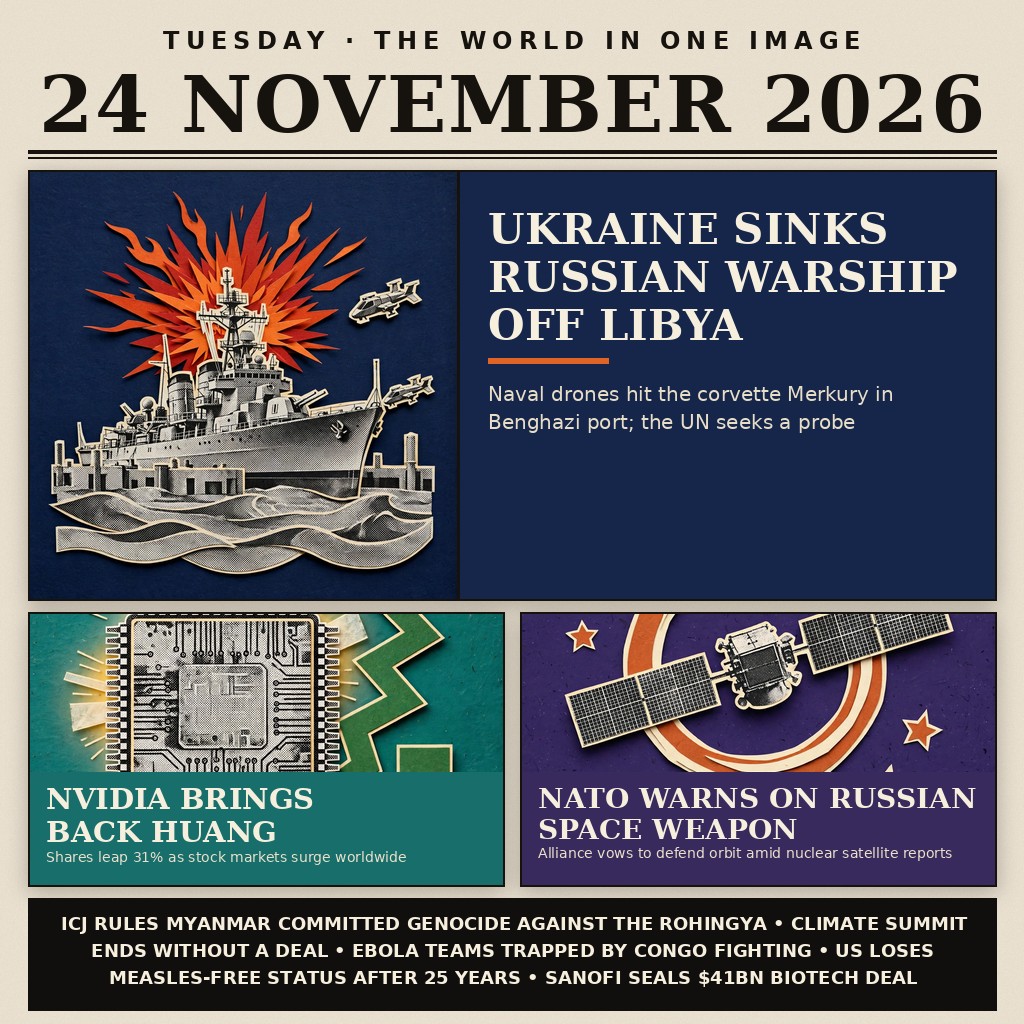 TUESDAY · THE WORLD IN ONE IMAGE
24 NOVEMBER 2026
UKRAINE SINKS
RUSSIAN WARSHIP
OFF LIBYA
Naval drones hit the corvette Merkury in
Benghazi port; the UN seeks a probe
NVIDIA BRINGS
BACK HUANG
Shares leap 31% as stock markets surge worldwide
NATO WARNS ON RUSSIAN
SPACE WEAPON
Alliance vows to defend orbit amid nuclear satellite reports
ICJ RULES MYANMAR COMMITTED GENOCIDE AGAINST THE ROHINGYA • CLIMATE SUMMIT
ENDS WITHOUT A DEAL • EBOLA TEAMS TRAPPED BY CONGO FIGHTING • US LOSES
MEASLES-FREE STATUS AFTER 25 YEARS • SANOFI SEALS $41BN BIOTECH DEAL